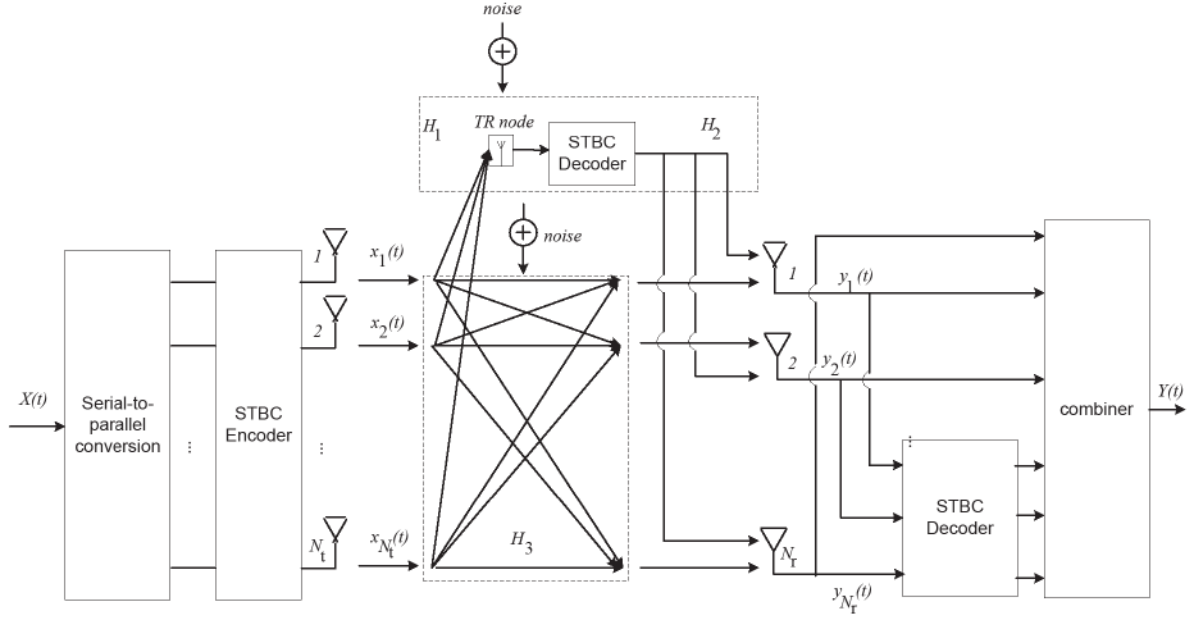 noise
H1
TR node
STBC
Decoder
H2
noise
1
x1(t)
2
x2(t)
Nt
xNt(t)
X(t)
Serial-to-
parallel
conversion
STBC
Encoder
H3
1
y1(t)
2
y2(t)
Nr
yNr(t)
STBC
Decoder
combiner
Y(t)